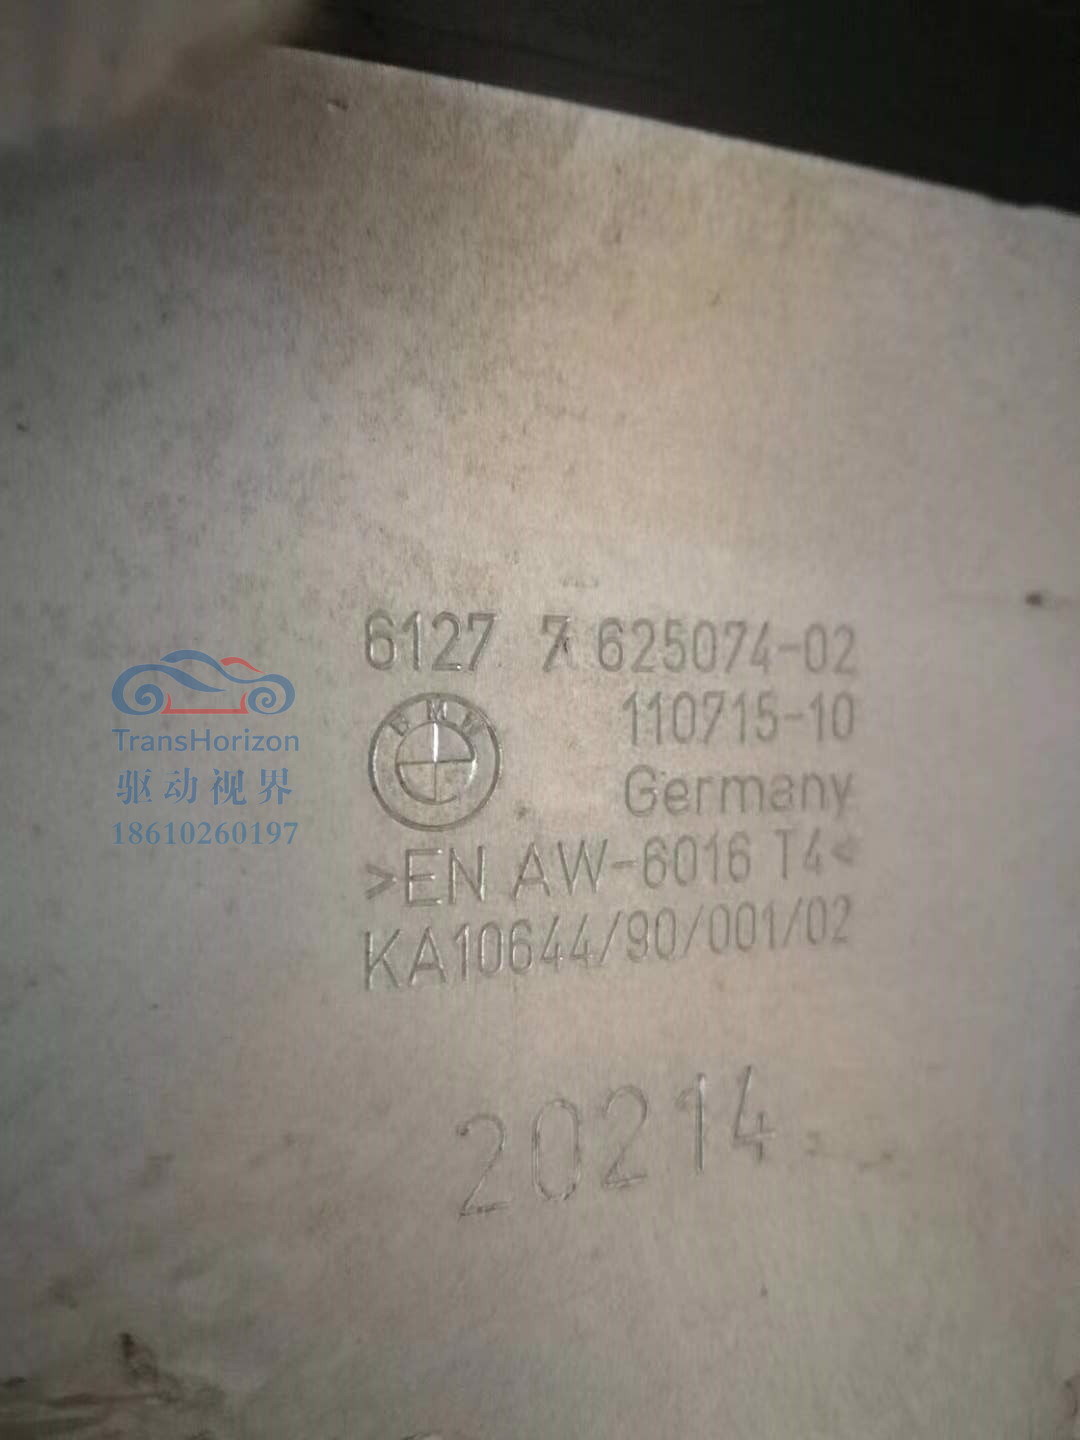 6127 7 625074-02
110715-10
BMW
Germany
>EN AW-6016 T4<
KA10644/90/001/02
20214
TransHorizon
驱动视界
18610260197